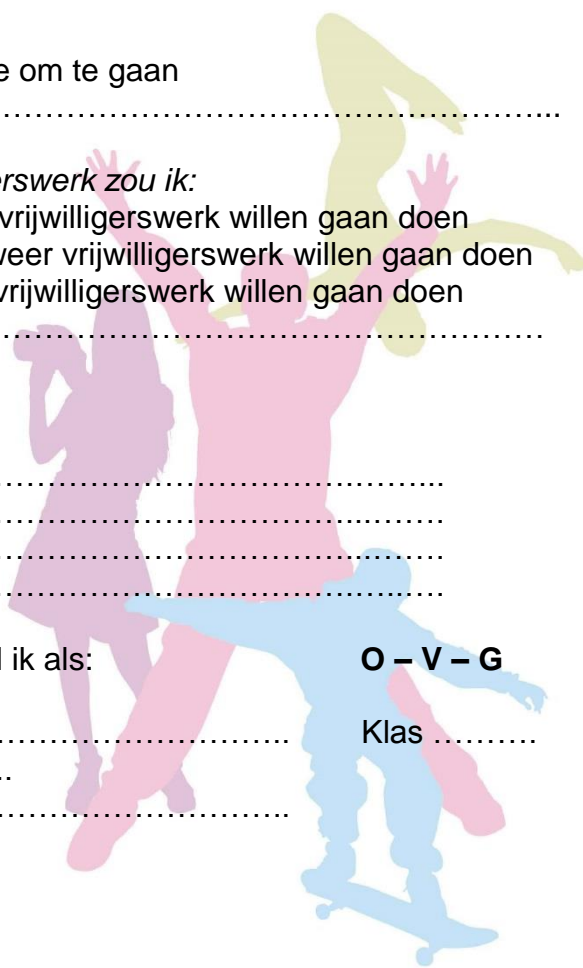 e om te gaan
…………………………………………………...
erswerk zou ik:
vrijwilligerswerk willen gaan doen
weer vrijwilligerswerk willen gaan doen
vrijwilligerswerk willen gaan doen
…………………………………………………
……………………………………...
………………………………...……
………………………………...……
………………………………...……
l ik als: O – V – G
……………………….. Klas ……….
..
………………………..